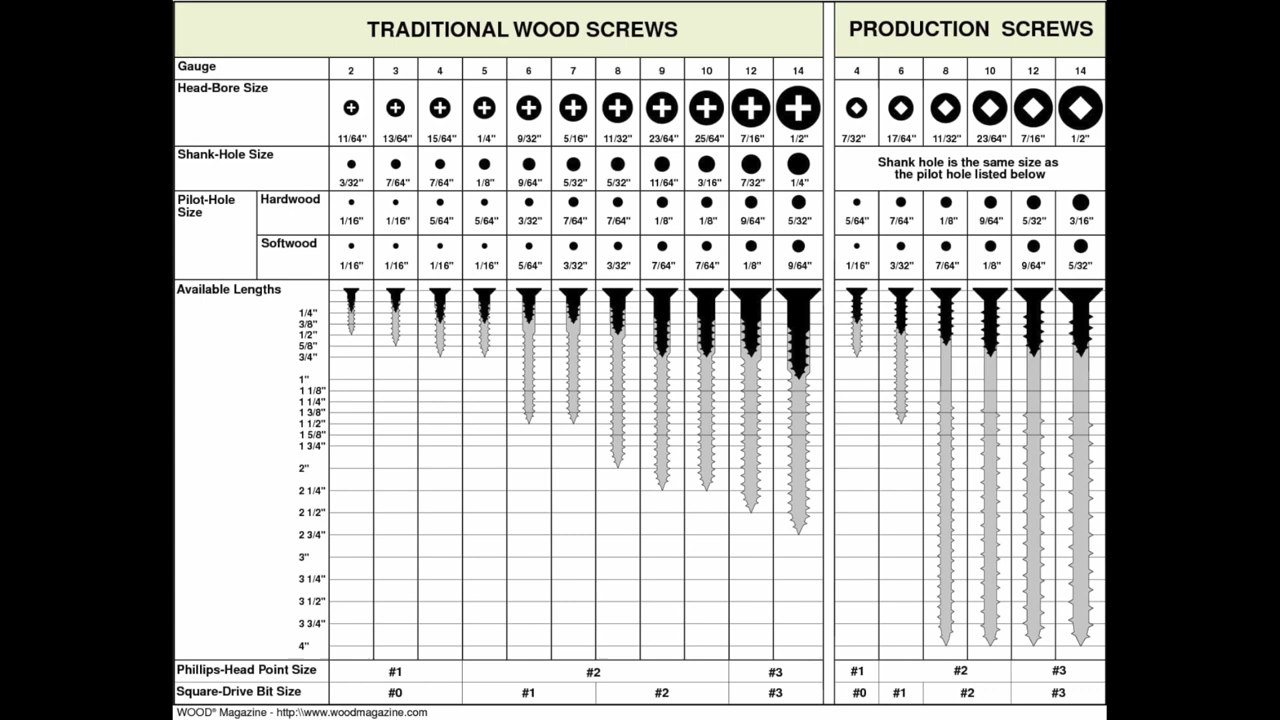 TRADITIONAL WOOD SCREWS PRODUCTION SCREWS
Gauge 2 3 4 5 6 7 8 9 10 12 14 4 6 8 10 12 14
Head-Bore Size
11/64" 13/64" 15/64" 1/4" 9/32" 5/16" 11/32" 23/64" 25/64" 7/16" 1/2" 7/32" 17/64" 11/32" 23/64" 7/16" 1/2"
Shank-Hole Size
3/32" 7/64" 7/64" 1/8" 9/64" 5/32" 5/32" 11/64" 3/16" 7/32" 1/4"
Shank hole is the same size as
the pilot hole listed below
Pilot-Hole
Size
Hardwood
1/16" 1/16" 5/64" 5/64" 3/32" 7/64" 7/64" 1/8" 1/8" 9/64" 5/32" 5/64" 7/64" 1/8" 9/64" 5/32" 3/16"
Softwood
1/16" 1/16" 1/16" 1/16" 5/64" 3/32" 3/32" 7/64" 7/64" 1/8" 9/64" 1/16" 3/32" 7/64" 1/8" 9/64" 5/32"
Available Lengths
1/4"
3/8"
1/2"
5/8"
3/4"
1"
1 1/8"
1 1/4"
1 3/8"
1 1/2"
1 5/8"
1 3/4"
2"
2 1/4"
2 1/2"
2 3/4"
3"
3 1/4"
3 1/2"
3 3/4"
4"
Phillips-Head Point Size #1 #2 #3 #1 #2 #3
Square-Drive Bit Size #0 #1 #2 #3 #0 #1 #2 #3
WOOD® Magazine - http:\\www.woodmagazine.com